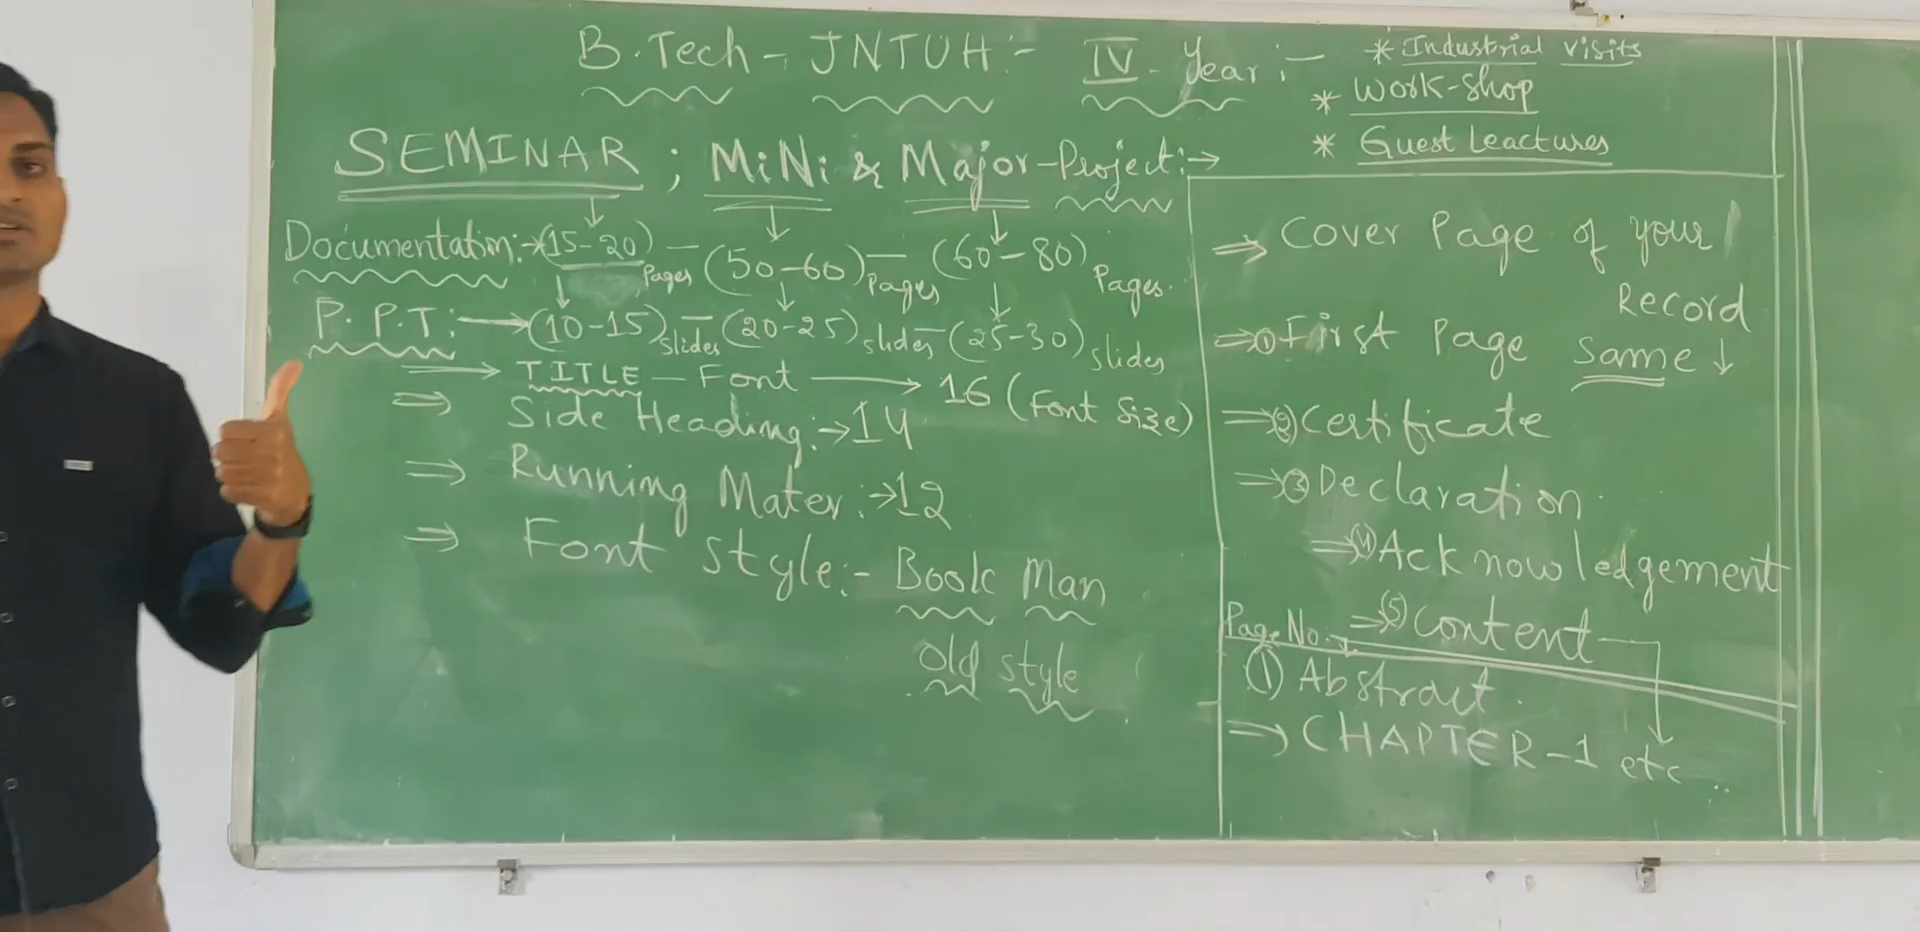 B.Tech - JNTUH:- IV - Year :-
* Industrial visits
* Work-Shop
* Guest Leactures
SEMINAR ; MiNi & Major-Project:→
Documentation:→(15-20) Pages — (50-60) Pages — (60-80) Pages.
P.P.T:→(10-15) slides — (20-25) slides — (25-30) slides
→ TITLE — Font → 16 (Font Size)
⇒ Side Heading:→14
⇒ Running Mater:→12
⇒ Font style:- Book Man
old style
⇒ Cover Page of your
Record
⇒① First Page Same ↓
⇒② Certificate
⇒③ Declaration.
⇒④ Acknowledgement
Page No. ⇒⑤ Content
① Abstract.
⇒ CHAPTER-1 etc..